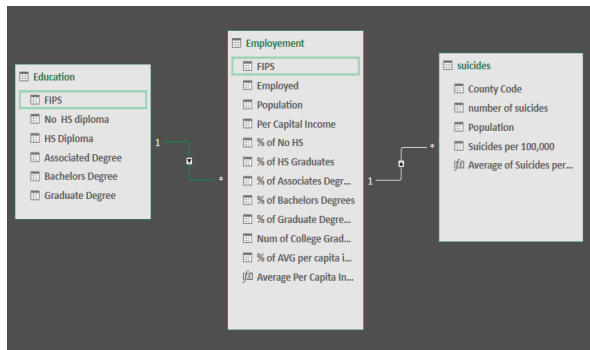 Education
FIPS
No HS diploma
HS Diploma
Associated Degree
Bachelors Degree
Graduate Degree
1
*
Employement
FIPS
Employed
Population
Per Capital Income
% of No HS
% of HS Graduates
% of Associates Degr...
% of Bachelors Degrees
% of Graduate Degre...
Num of College Grad...
% of AVG per capita i...
fx Average Per Capita In...
1
*
suicides
County Code
number of suicides
Population
Suicides per 100,000
fx Average of Suicides per...